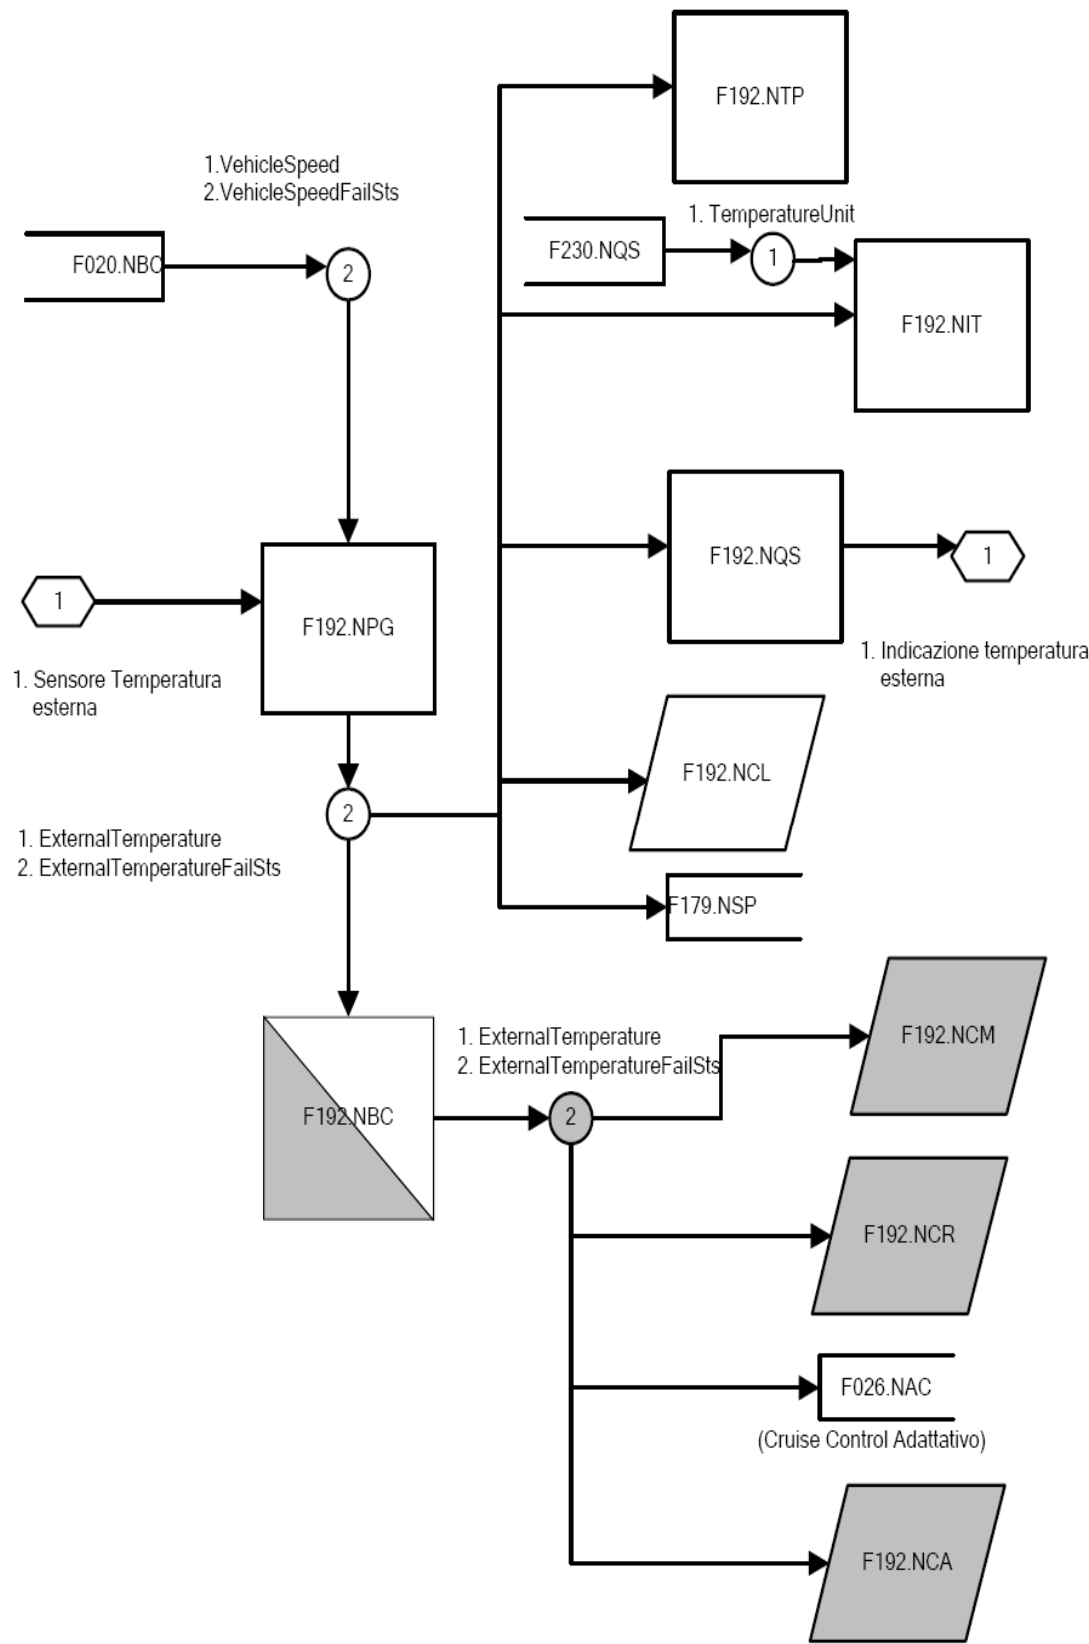 F192.NTP
1.VehicleSpeed
2.VehicleSpeedFailSts
1. TemperatureUnit
F020.NBC
2
F230.NQS
1
F192.NIT
F192.NQS
1
1
F192.NPG
1. Indicazione temperatura
esterna
1. Sensore Temperatura
esterna
F192.NCL
2
1. ExternalTemperature
2. ExternalTemperatureFailSts
F179.NSP
1. ExternalTemperature
2. ExternalTemperatureFailSts
F192.NCM
F192.NBC
2
F192.NCR
F026.NAC
(Cruise Control Adattativo)
F192.NCA